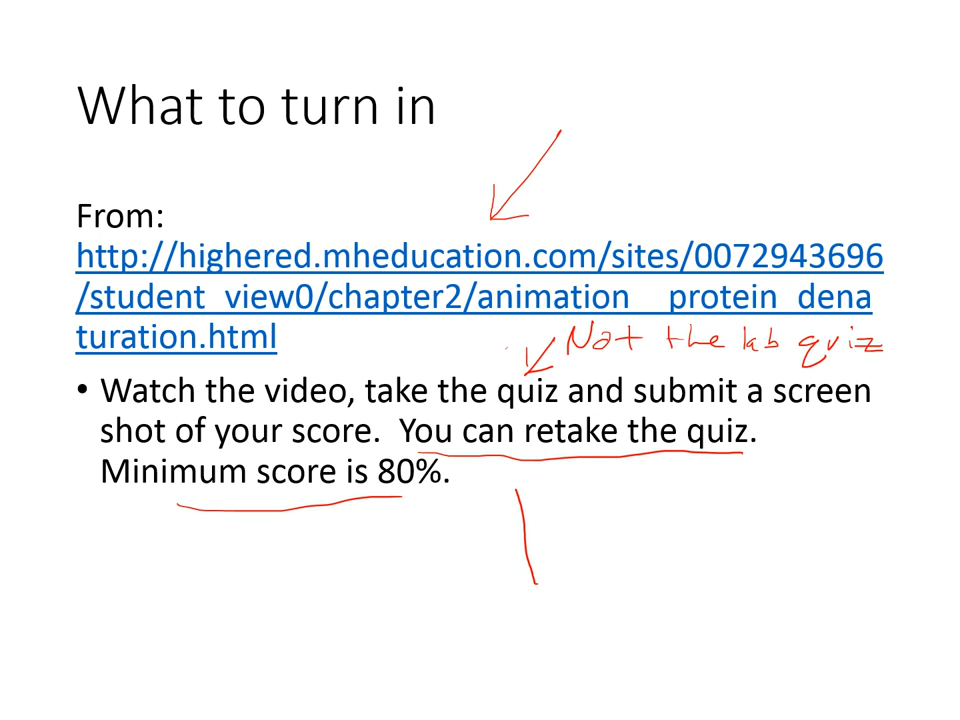 What to turn in
From:
http://highered.mheducation.com/sites/0072943696
/student_view0/chapter2/animation__protein_dena
turation.html
Not the lab quiz
• Watch the video, take the quiz and submit a screen
shot of your score.  You can retake the quiz.
Minimum score is 80%.